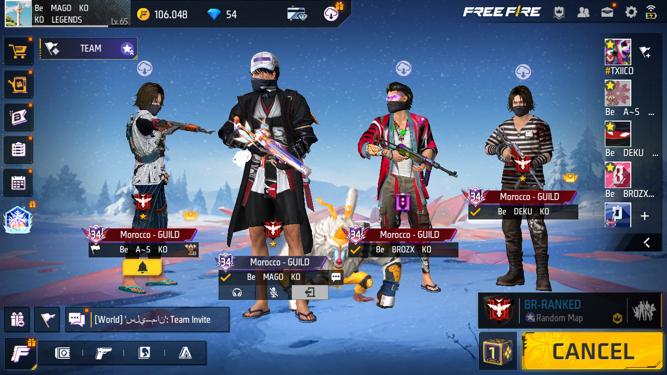 Be MAGO KO
KO LEGENDS
Lv.65
106.048
54
FREE FIRE
TEAM
#TXIICO
Be A~S ...
Be DEKU ...
Be BROZX...
34 Morocco - GUILD
Be A~S KO
34 Morocco - GUILD
Be MAGO KO
34 Morocco - GUILD
Be BROZX KO
34 Morocco - GUILD
Be DEKU KO
[World]
: Team Invite
BR-RANKED
Random Map
1
CANCEL